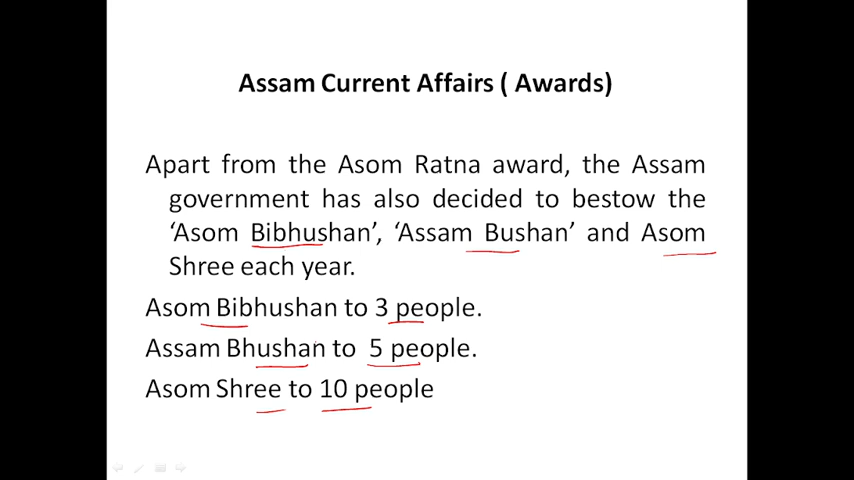 Assam Current Affairs ( Awards)
Apart from the Asom Ratna award, the Assam
government has also decided to bestow the
‘Asom Bibhushan’, ‘Assam Bushan’ and Asom
Shree each year.
Asom Bibhushan to 3 people.
Assam Bhushan to 5 people.
Asom Shree to 10 people